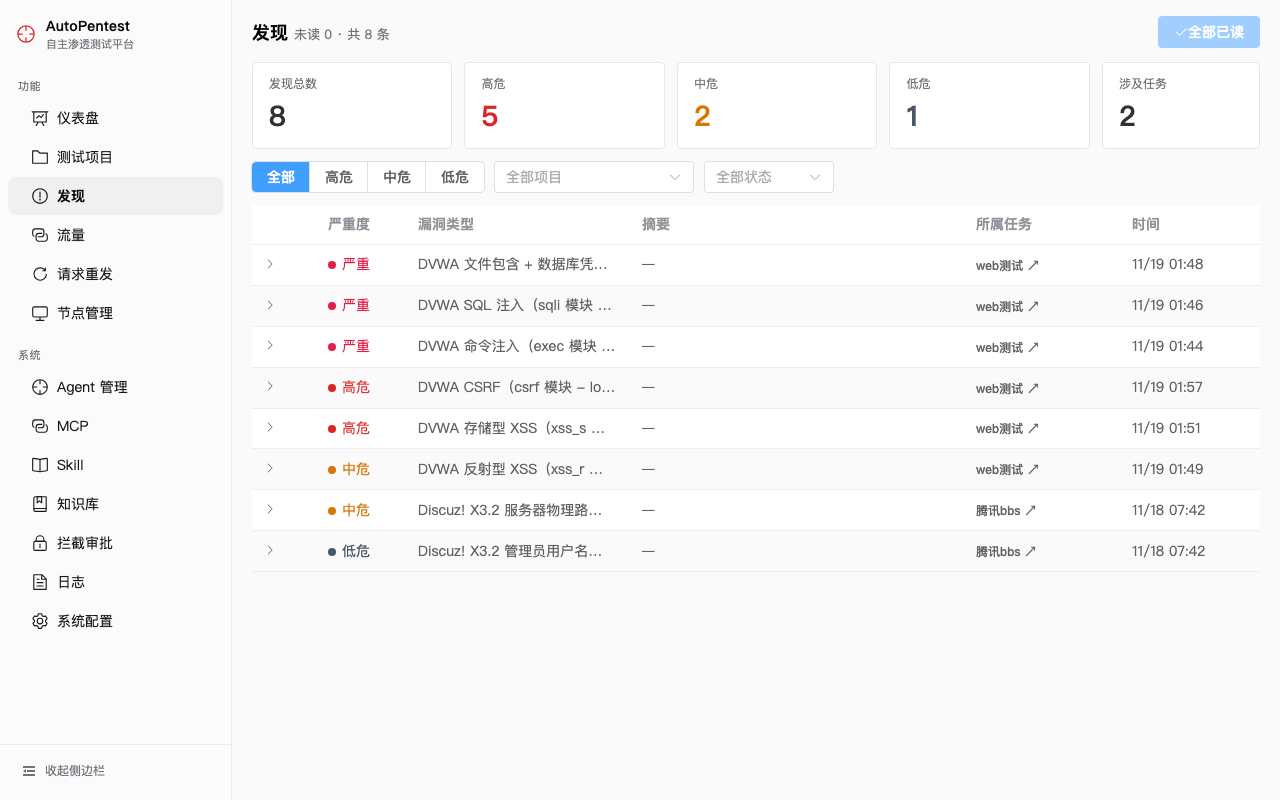 AutoPentest
自主渗透测试平台
功能
仪表盘
测试项目
发现
流量
请求重发
节点管理
系统
Agent 管理
MCP
Skill
知识库
拦截审批
日志
系统配置
收起侧边栏
发现 未读 0 · 共 8 条
全部已读
发现总数
8
高危
5
中危
2
低危
1
涉及任务
2
全部 高危 中危 低危 全部项目 全部状态
严重度 漏洞类型 摘要 所属任务 时间
严重 DVWA 文件包含 + 数据库凭... — web测试 ↗ 11/19 01:48
严重 DVWA SQL 注入（sqli 模块 ... — web测试 ↗ 11/19 01:46
严重 DVWA 命令注入（exec 模块 ... — web测试 ↗ 11/19 01:44
高危 DVWA CSRF（csrf 模块 – lo... — web测试 ↗ 11/19 01:57
高危 DVWA 存储型 XSS（xss_s ... — web测试 ↗ 11/19 01:51
中危 DVWA 反射型 XSS（xss_r ... — web测试 ↗ 11/19 01:49
中危 Discuz! X3.2 服务器物理路... — 腾讯bbs ↗ 11/18 07:42
低危 Discuz! X3.2 管理员用户名... — 腾讯bbs ↗ 11/18 07:42